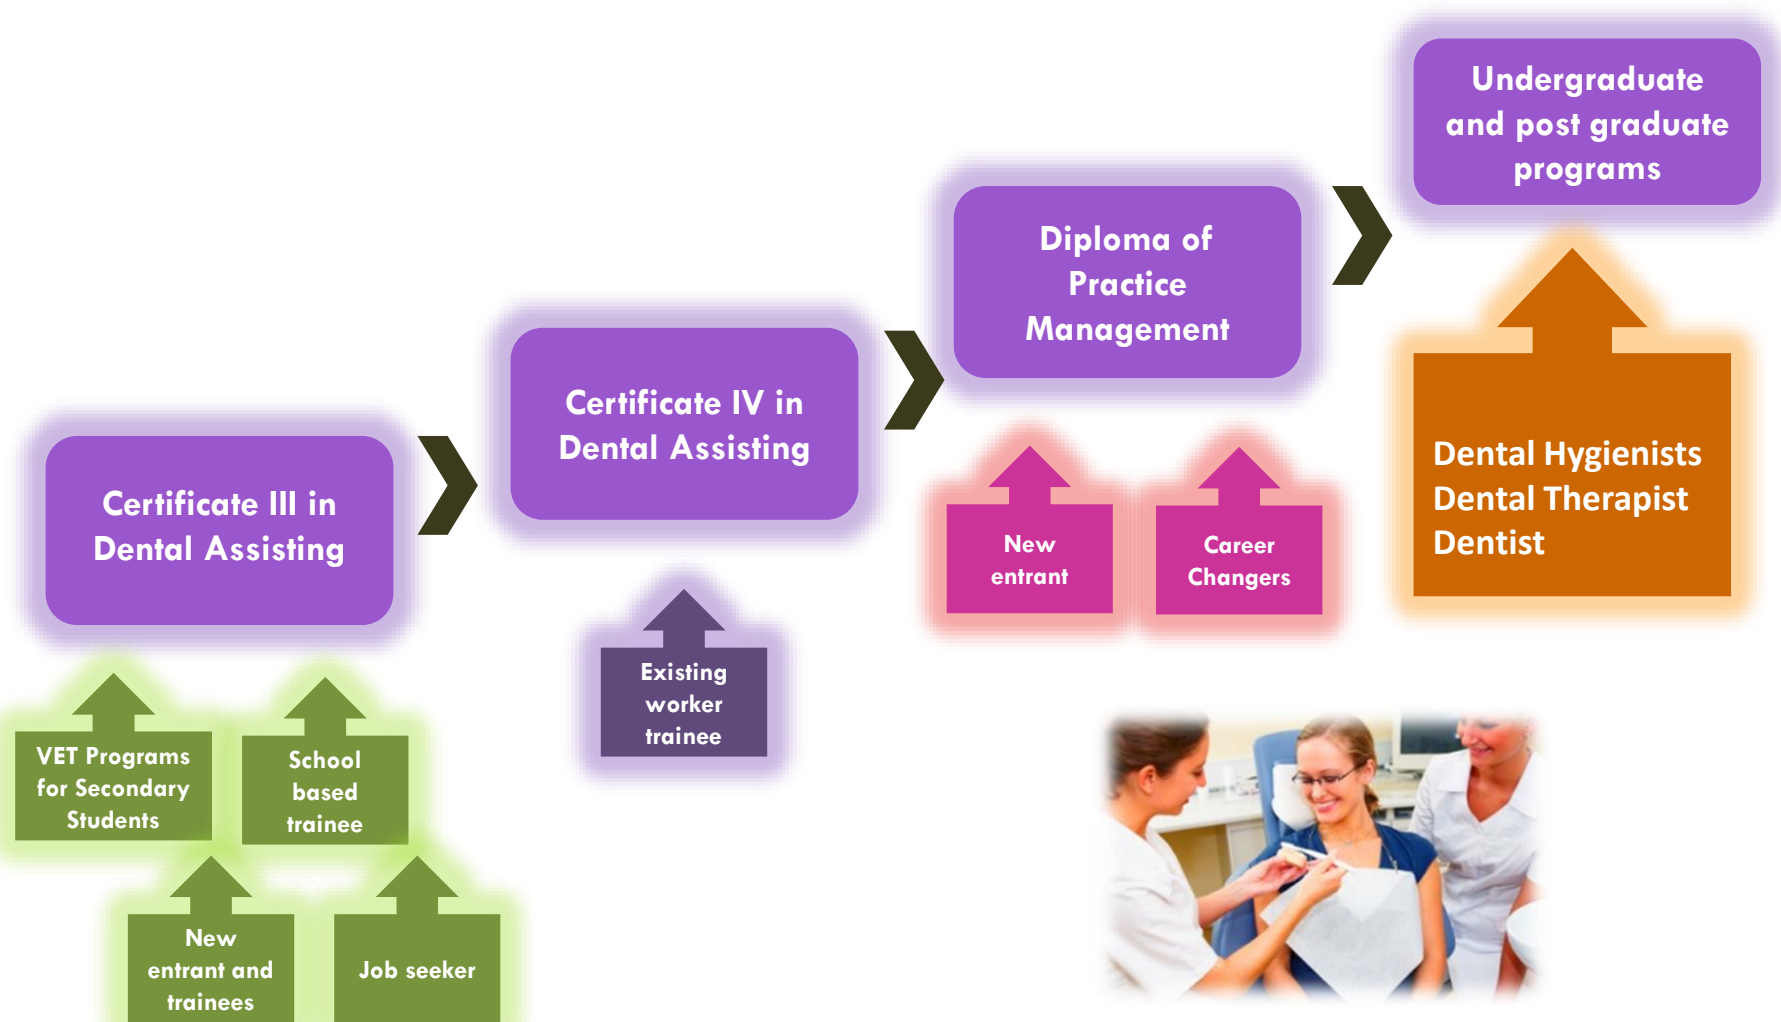 Undergraduate
and post graduate
programs
Diploma of
Practice
Management
Certificate IV in
Dental Assisting
Certificate III in
Dental Assisting
Dental Hygienists
Dental Therapist
Dentist
New
entrant
Career
Changers
Existing
worker
trainee
VET Programs
for Secondary
Students
School
based
trainee
New
entrant and
trainees
Job seeker